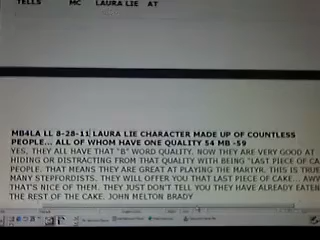 TELLS MC LAURA LIE AT
MB4LA LL 8-28-11 LAURA LIE CHARACTER MADE UP OF COUNTLESS
PEOPLE... ALL OF WHOM HAVE ONE QUALITY 54 MB -59
YES, THEY ALL HAVE THAT "B" WORD QUALITY. NOW THEY ARE VERY GOOD AT
HIDING OR DISTRACTING FROM THAT QUALITY WITH BEING "LAST PIECE OF CA
PEOPLE. THAT MEANS THEY ARE GREAT AT PLAYING THE MARTYR. THIS IS TRUE
MANY STEPFORDISTS. THEY WILL OFFER YOU THAT LAST PIECE OF CAKE... AWW
THAT'S NICE OF THEM. THEY JUST DON'T TELL YOU THEY HAVE ALREADY EATEN
THE REST OF THE CAKE. JOHN MELTON BRADY